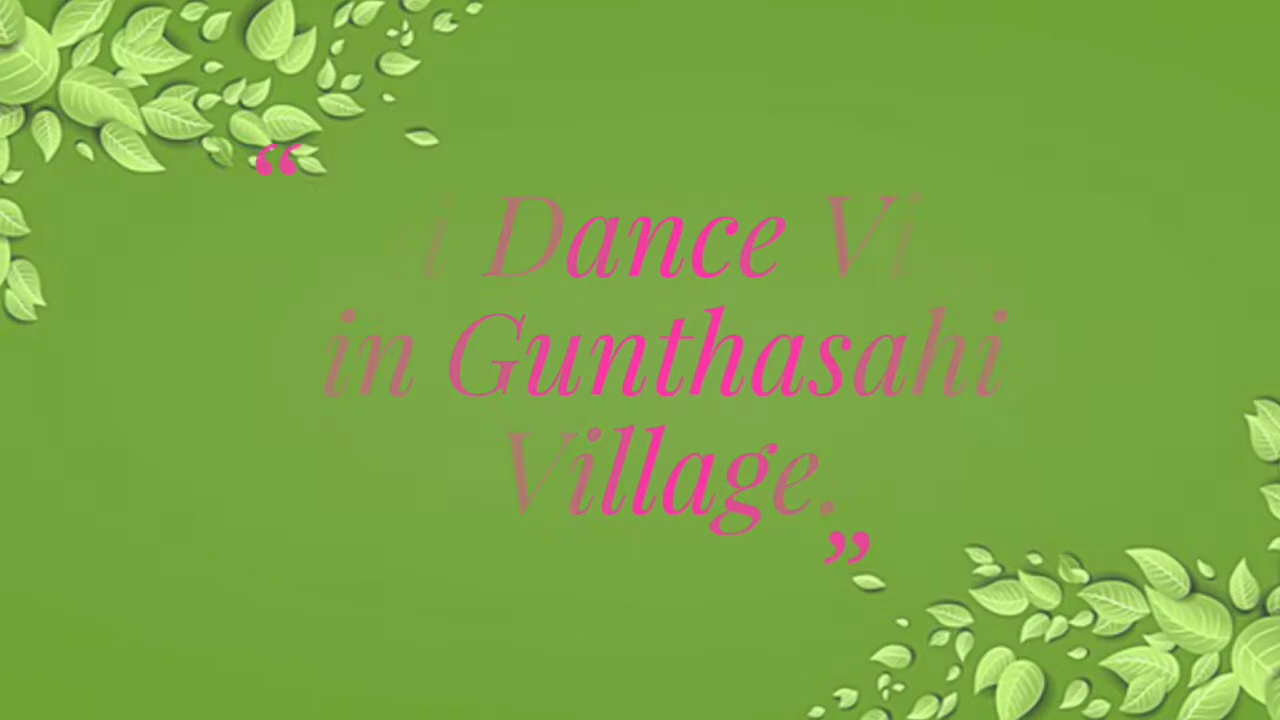 “
Dance
in Gunthasahi
Village.
”